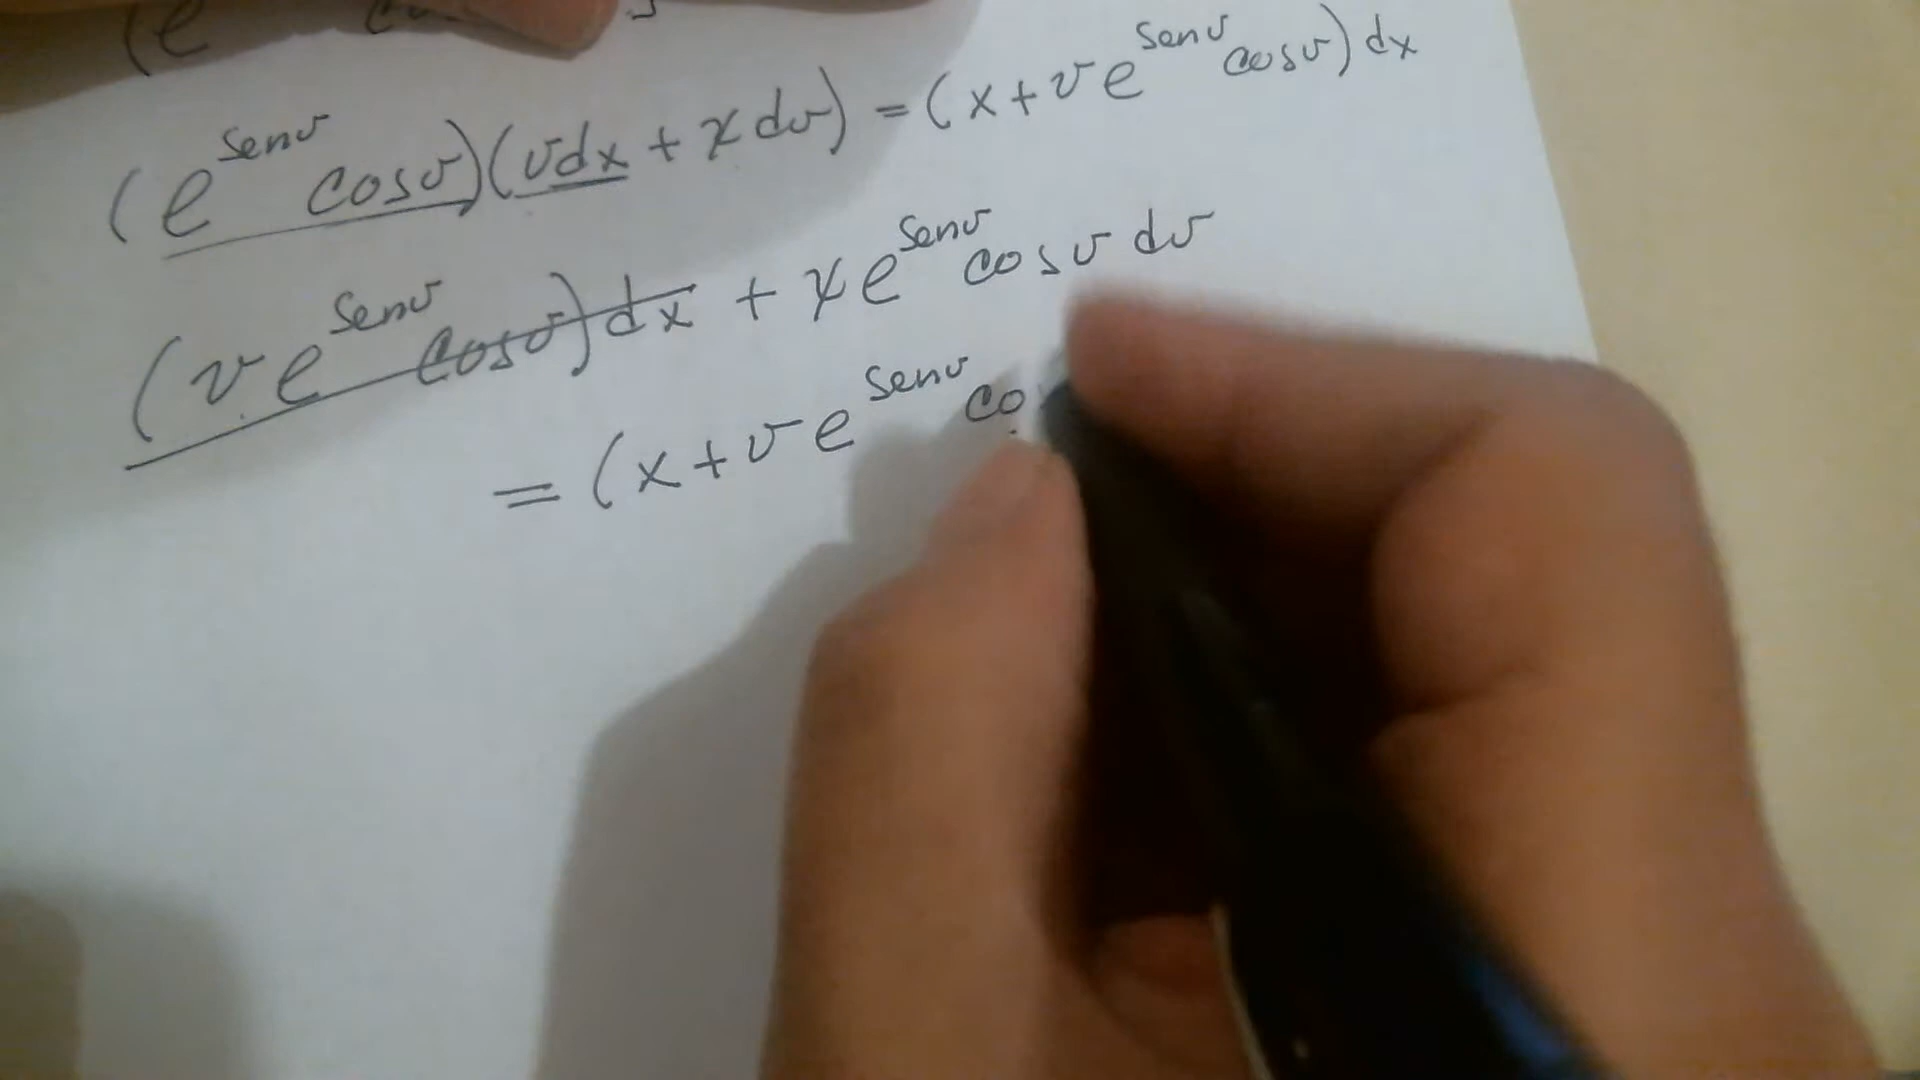 (e
(e^senv cosv)(vdx + xdv) = (x+ve^senv cosv)dx
(ve^senv cosv)dx + xe^senv cosv dv
= (x+ve^senv co